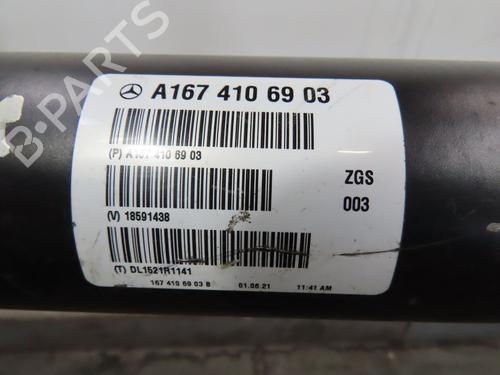 B-PARTS
A167 410 69 03
(P) A167 410 69 03
ZGS
(V) 18591438
003
(T) DL1521R1141
167 410 69 03 B 01.06.21 11:41 AM